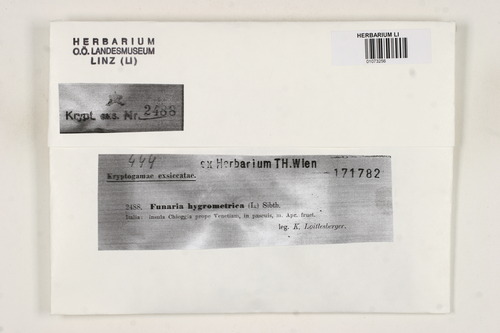 HERBARIUM
O.Ö. LANDESMUSEUM
LINZ (LI)
HERBARIUM LI
01073256
Krypt. exs. Nr. 2488
444 ex Herbarium TH.Wien
Kryptogamae exsiccatae. 171782
2488. Funaria hygrometrica (L.) Sibth.
Italia: insula Chioggia prope Venetiam, in pascuis, m. Apr. fruct.
leg. K. Loitlesberger.